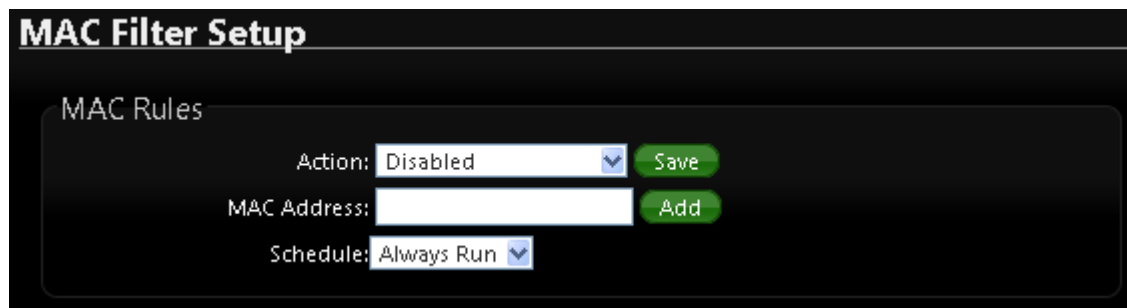 MAC Filter Setup
MAC Rules
Action: Disabled Save
MAC Address: Add
Schedule: Always Run